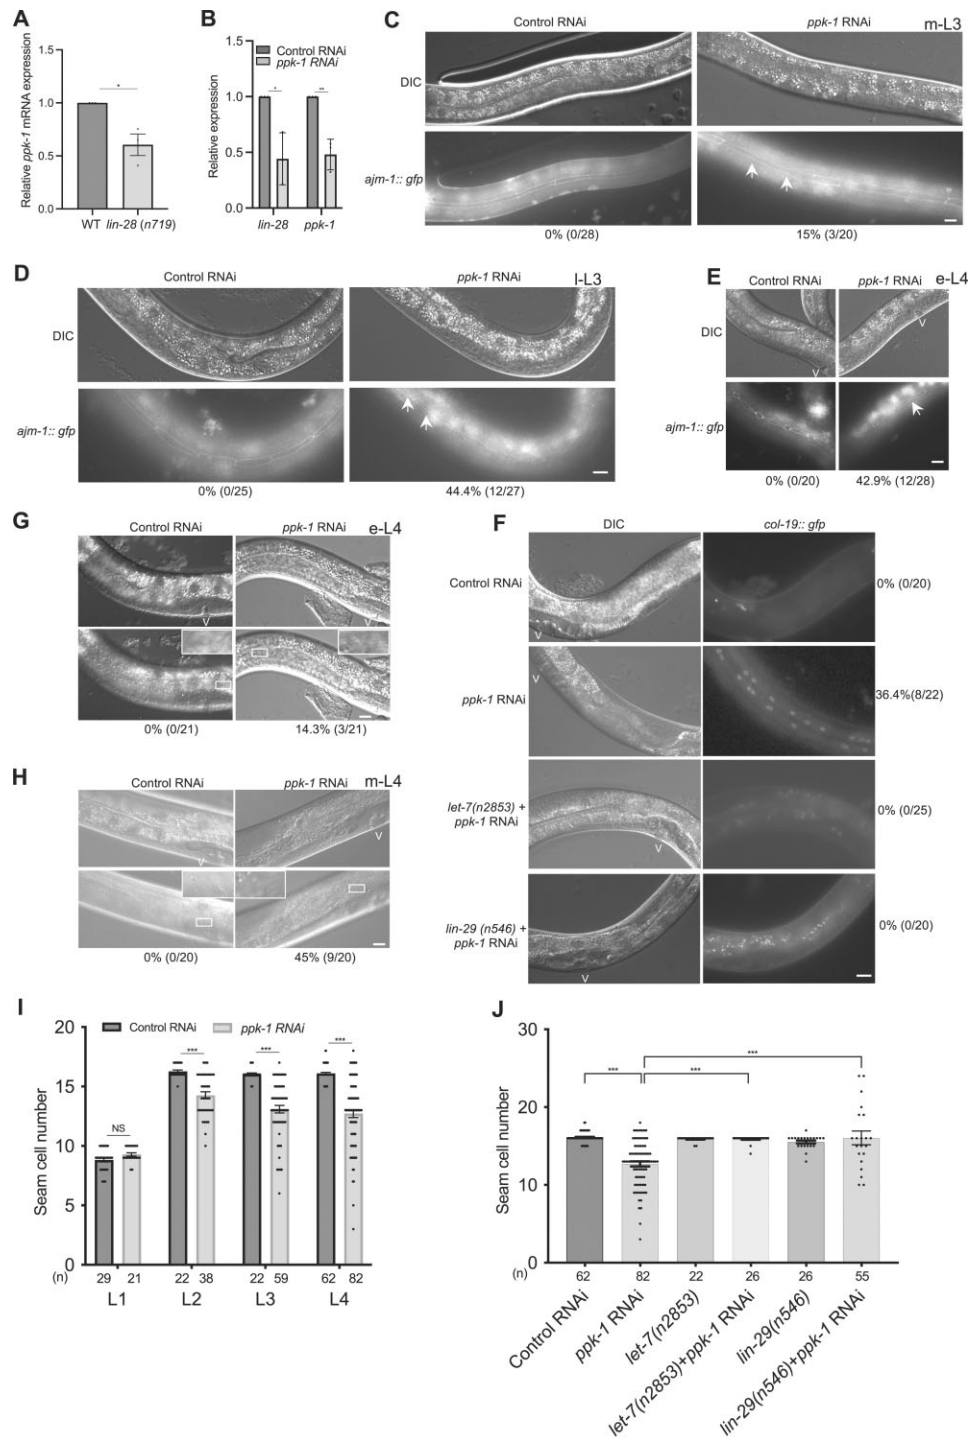 A
Relative ppk-1 mRNA expression
1.5
1.0
0.5
0.0
*
WT lin-28 (n719)
B
Relative expression
1.5
1.0
0.5
0.0
Control RNAi
ppk-1 RNAi
*
**
lin-28 ppk-1
C
Control RNAi ppk-1 RNAi m-L3
DIC
ajm-1:: gfp
0% (0/28) 15% (3/20)
D
Control RNAi ppk-1 RNAi l-L3
DIC
ajm-1:: gfp
0% (0/25) 44.4% (12/27)
E
Control RNAi ppk-1 RNAi e-L4
DIC
V V
ajm-1:: gfp
0% (0/20) 42.9% (12/28)
G
Control RNAi ppk-1 RNAi e-L4
V V
0% (0/21) 14.3% (3/21)
F
DIC col-19:: gfp
Control RNAi
V
0% (0/20)
ppk-1 RNAi
V
36.4%(8/22)
let-7(n2853) +
ppk-1 RNAi
V
0% (0/25)
lin-29 (n546) +
ppk-1 RNAi
V
0% (0/20)
H
Control RNAi ppk-1 RNAi m-L4
V V
0% (0/20) 45% (9/20)
I
Control RNAi ppk-1 RNAi
Seam cell number
20
15
10
5
0
NS
***
***
***
(n) 29 21 22 38 22 59 62 82
L1 L2 L3 L4
J
Seam cell number
30
20
10
0
***
***
***
(n) 62 82 22 26 26 55
Control RNAi
ppk-1 RNAi
let-7(n2853)
let-7(n2853)+ppk-1 RNAi
lin-29(n546)
lin-29(n546)+ppk-1 RNAi